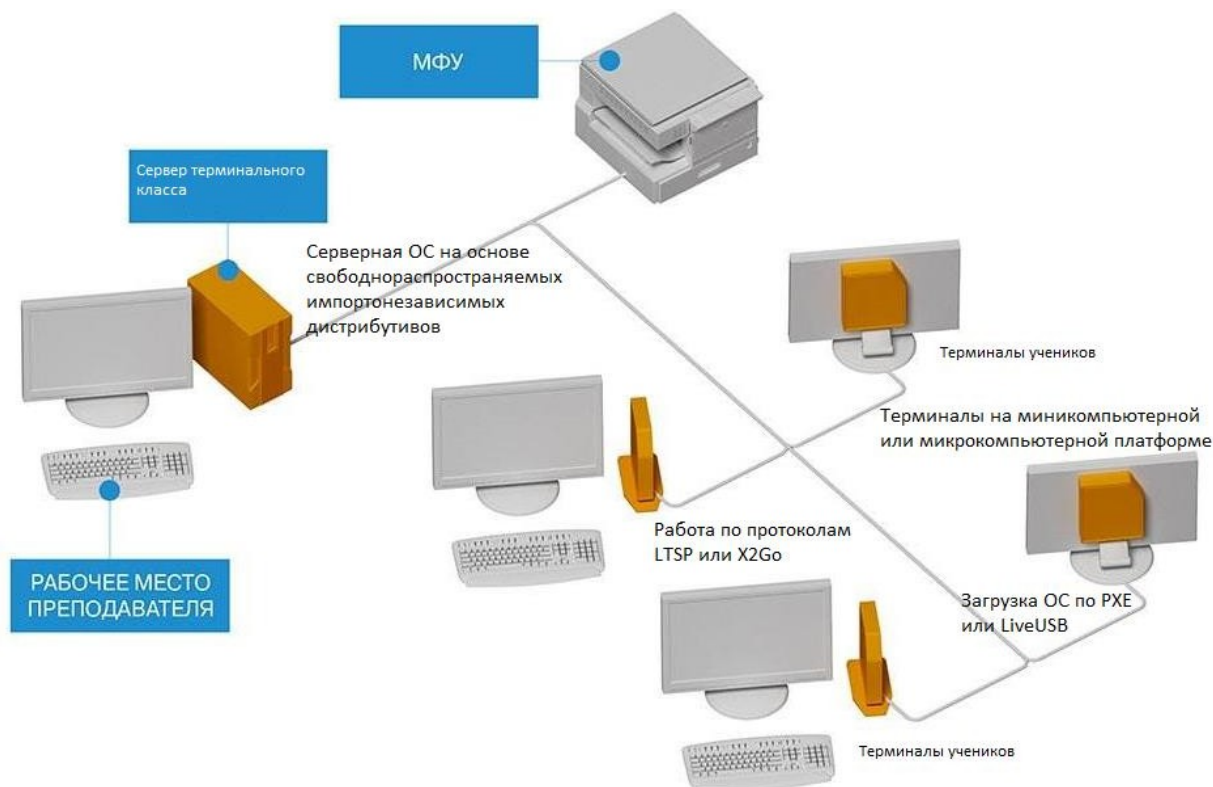 МФУ
Сервер терминального
класса
Серверная ОС на основе
свободнораспространяемых
импортонезависимых
дистрибутивов
Терминалы учеников
Терминалы на миникомпьютерной
или микрокомпьютерной платформе
Работа по протоколам
LTSP или X2Go
РАБОЧЕЕ МЕСТО
ПРЕПОДАВАТЕЛЯ
Загрузка ОС по PXE
или LiveUSB
Терминалы учеников